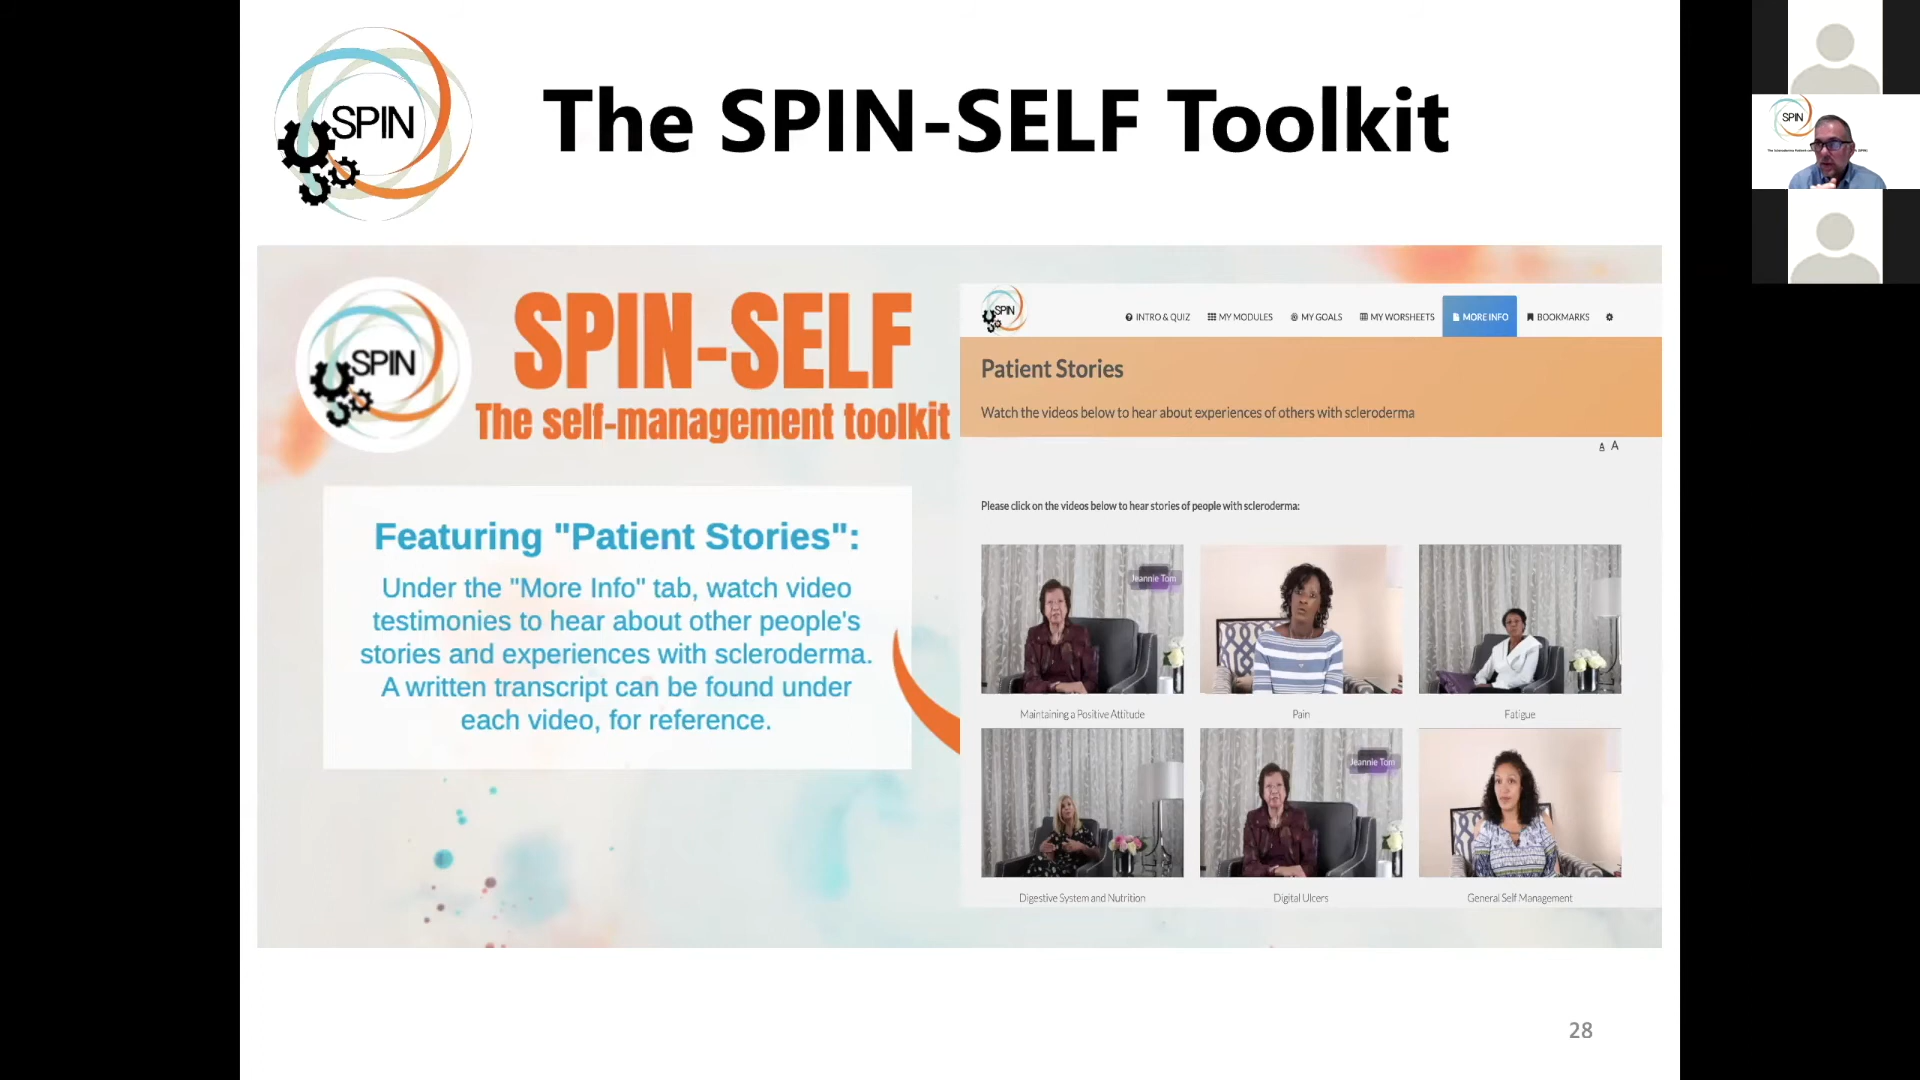 SPIN
The SPIN-SELF Toolkit
SPIN
SPIN
SPIN-SELF
The self-management toolkit
Featuring "Patient Stories":
Under the "More Info" tab, watch video
testimonies to hear about other people's
stories and experiences with scleroderma.
A written transcript can be found under
each video, for reference.
SPIN
INTRO & QUIZ MY MODULES MY GOALS MY WORSHEETS MORE INFO BOOKMARKS
Patient Stories
Watch the videos below to hear about experiences of others with scleroderma
A A
Please click on the videos below to hear stories of people with scleroderma:
Jeannie Tom
Maintaining a Positive Attitude Pain Fatigue
Jeannie Tom
Digestive System and Nutrition Digital Ulcers General Self Management
28